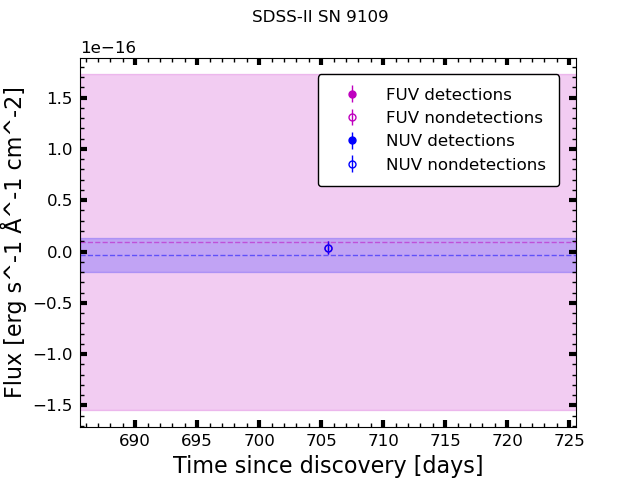 SDSS-II SN 9109
1e−16
FUV detections
FUV nondetections
NUV detections
NUV nondetections
1.5
1.0
0.5
0.0
−0.5
−1.0
−1.5
Flux [erg s^-1 Å^-1 cm^-2]
690 695 700 705 710 715 720 725
Time since discovery [days]